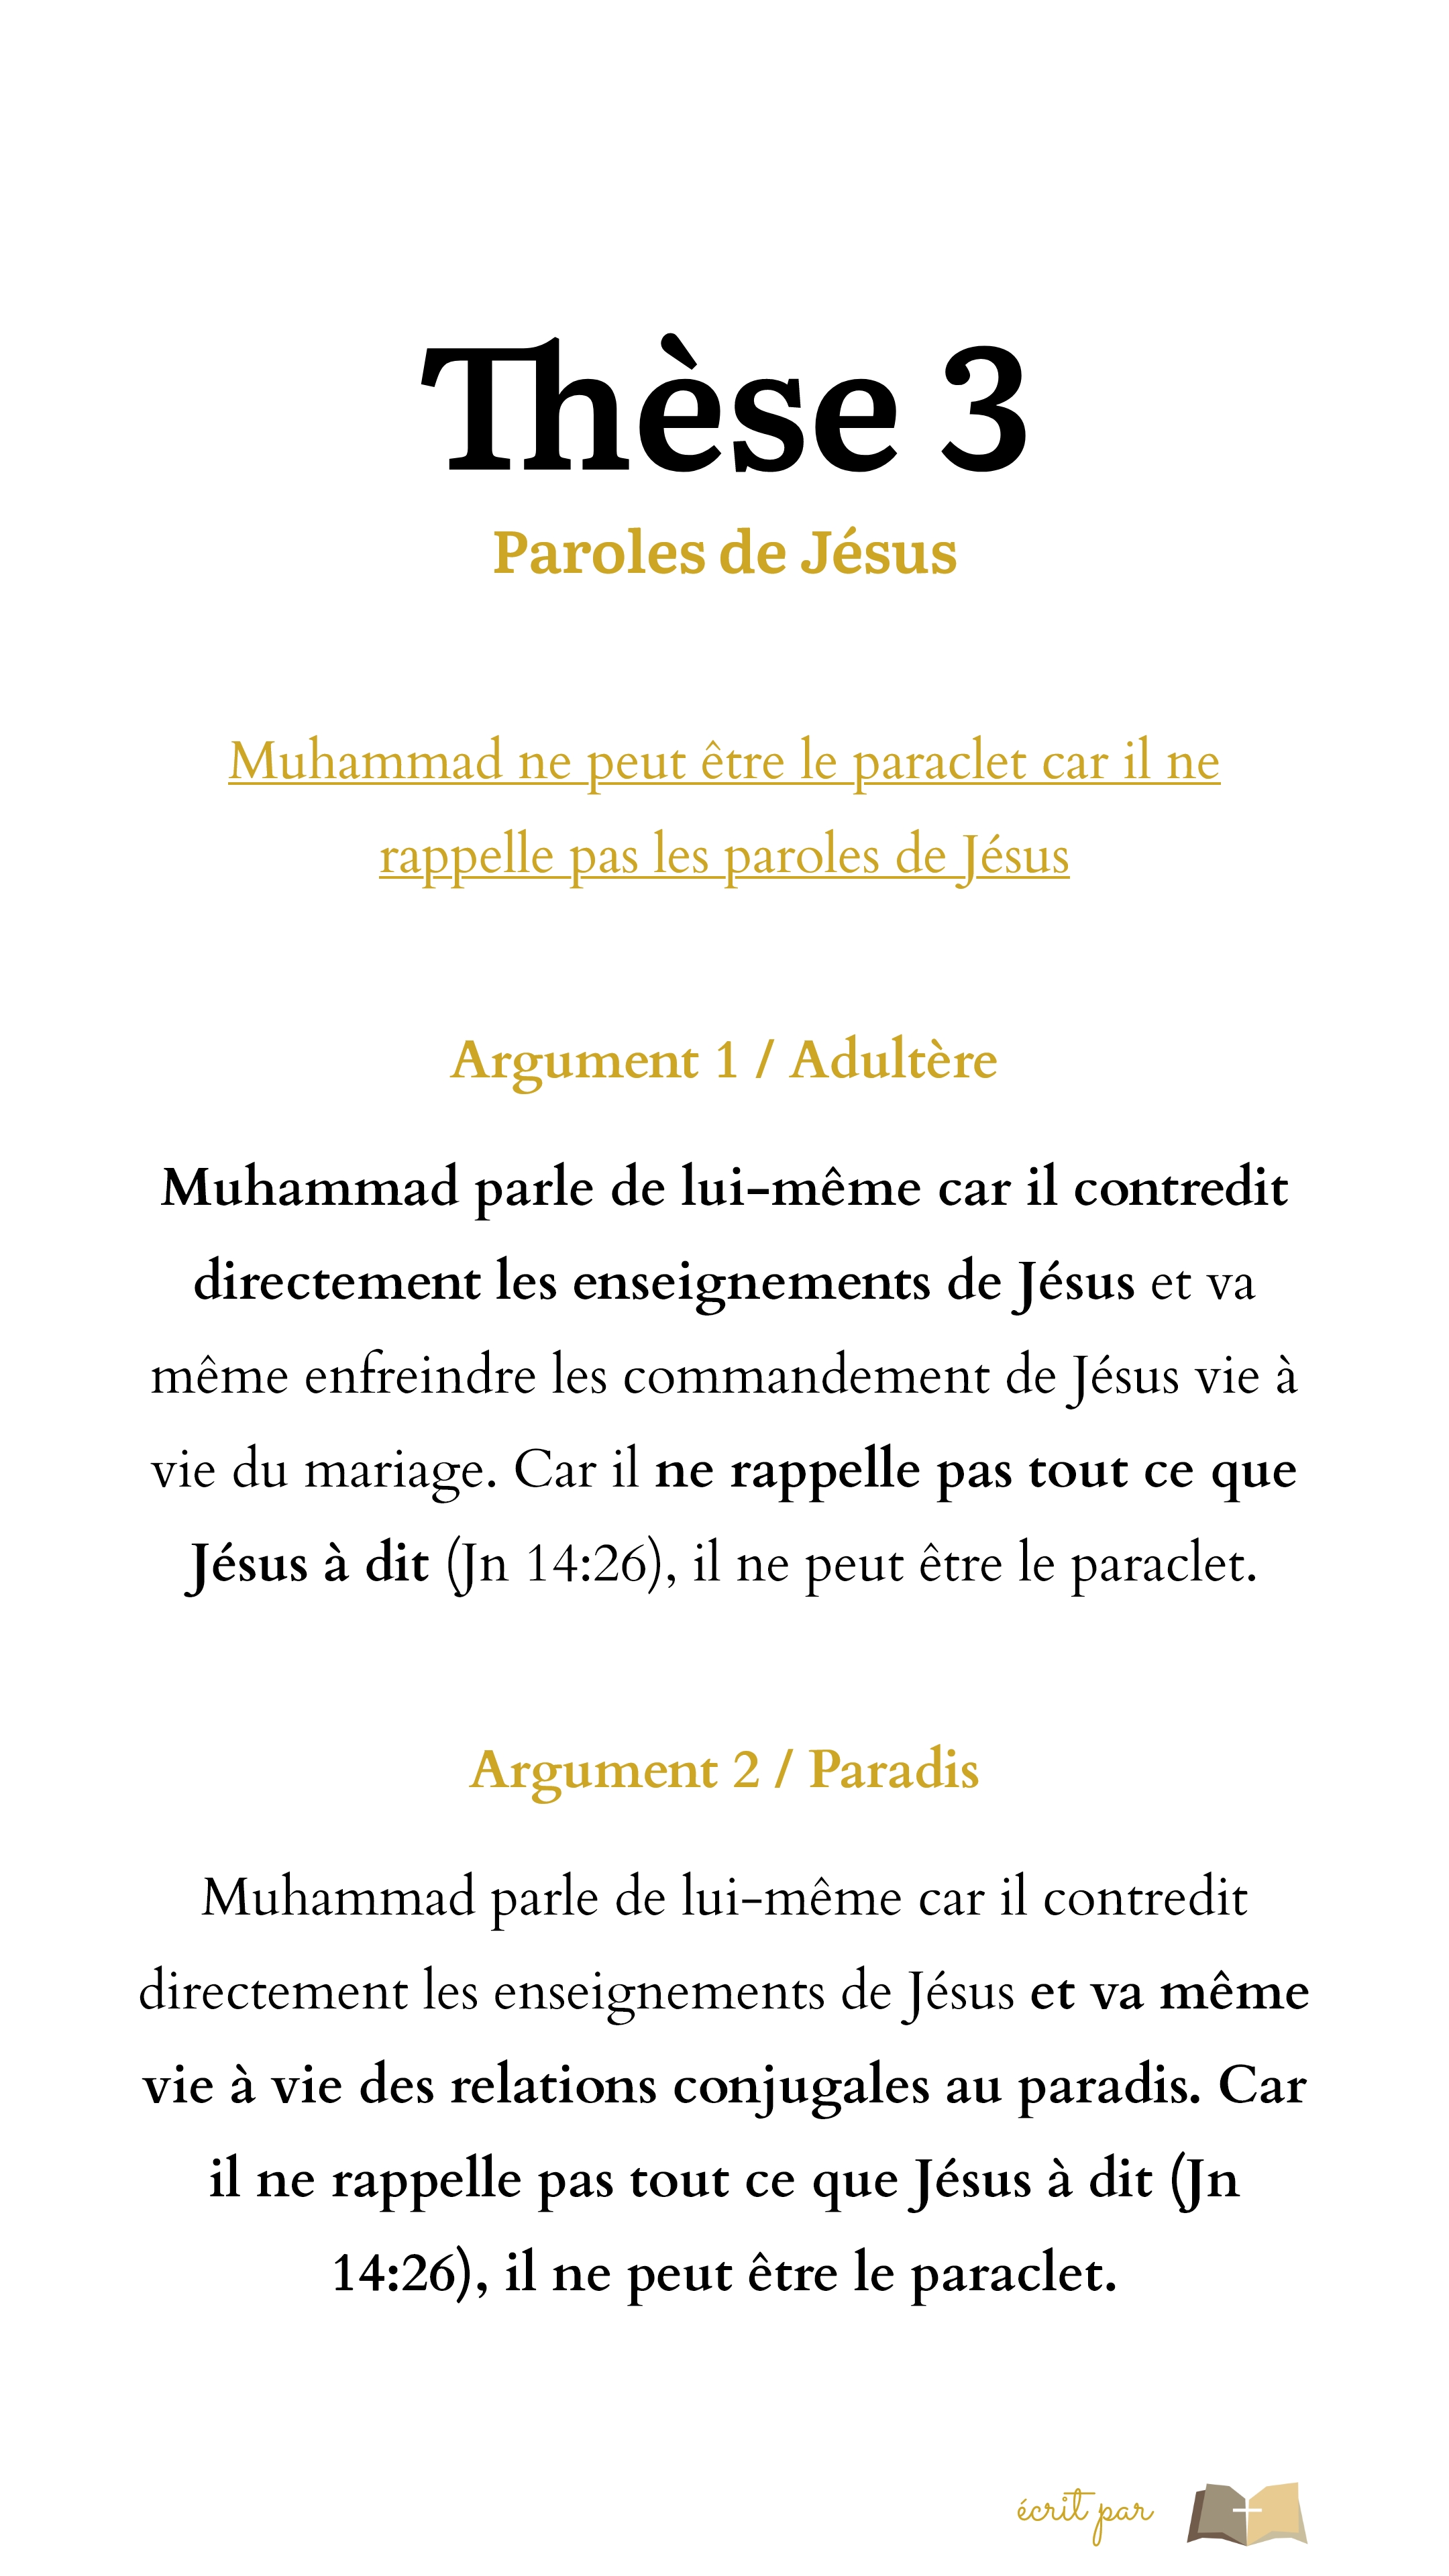 Thèse 3
Paroles de Jésus
Muhammad ne peut être le paraclet car il ne
rappelle pas les paroles de Jésus
Argument 1 / Adultère
Muhammad parle de lui-même car il contredit
directement les enseignements de Jésus et va
même enfreindre les commandement de Jésus vie à
vie du mariage. Car il ne rappelle pas tout ce que
Jésus à dit (Jn 14:26), il ne peut être le paraclet.
Argument 2 / Paradis
Muhammad parle de lui-même car il contredit
directement les enseignements de Jésus et va même
vie à vie des relations conjugales au paradis. Car
il ne rappelle pas tout ce que Jésus à dit (Jn
14:26), il ne peut être le paraclet.
écrit par